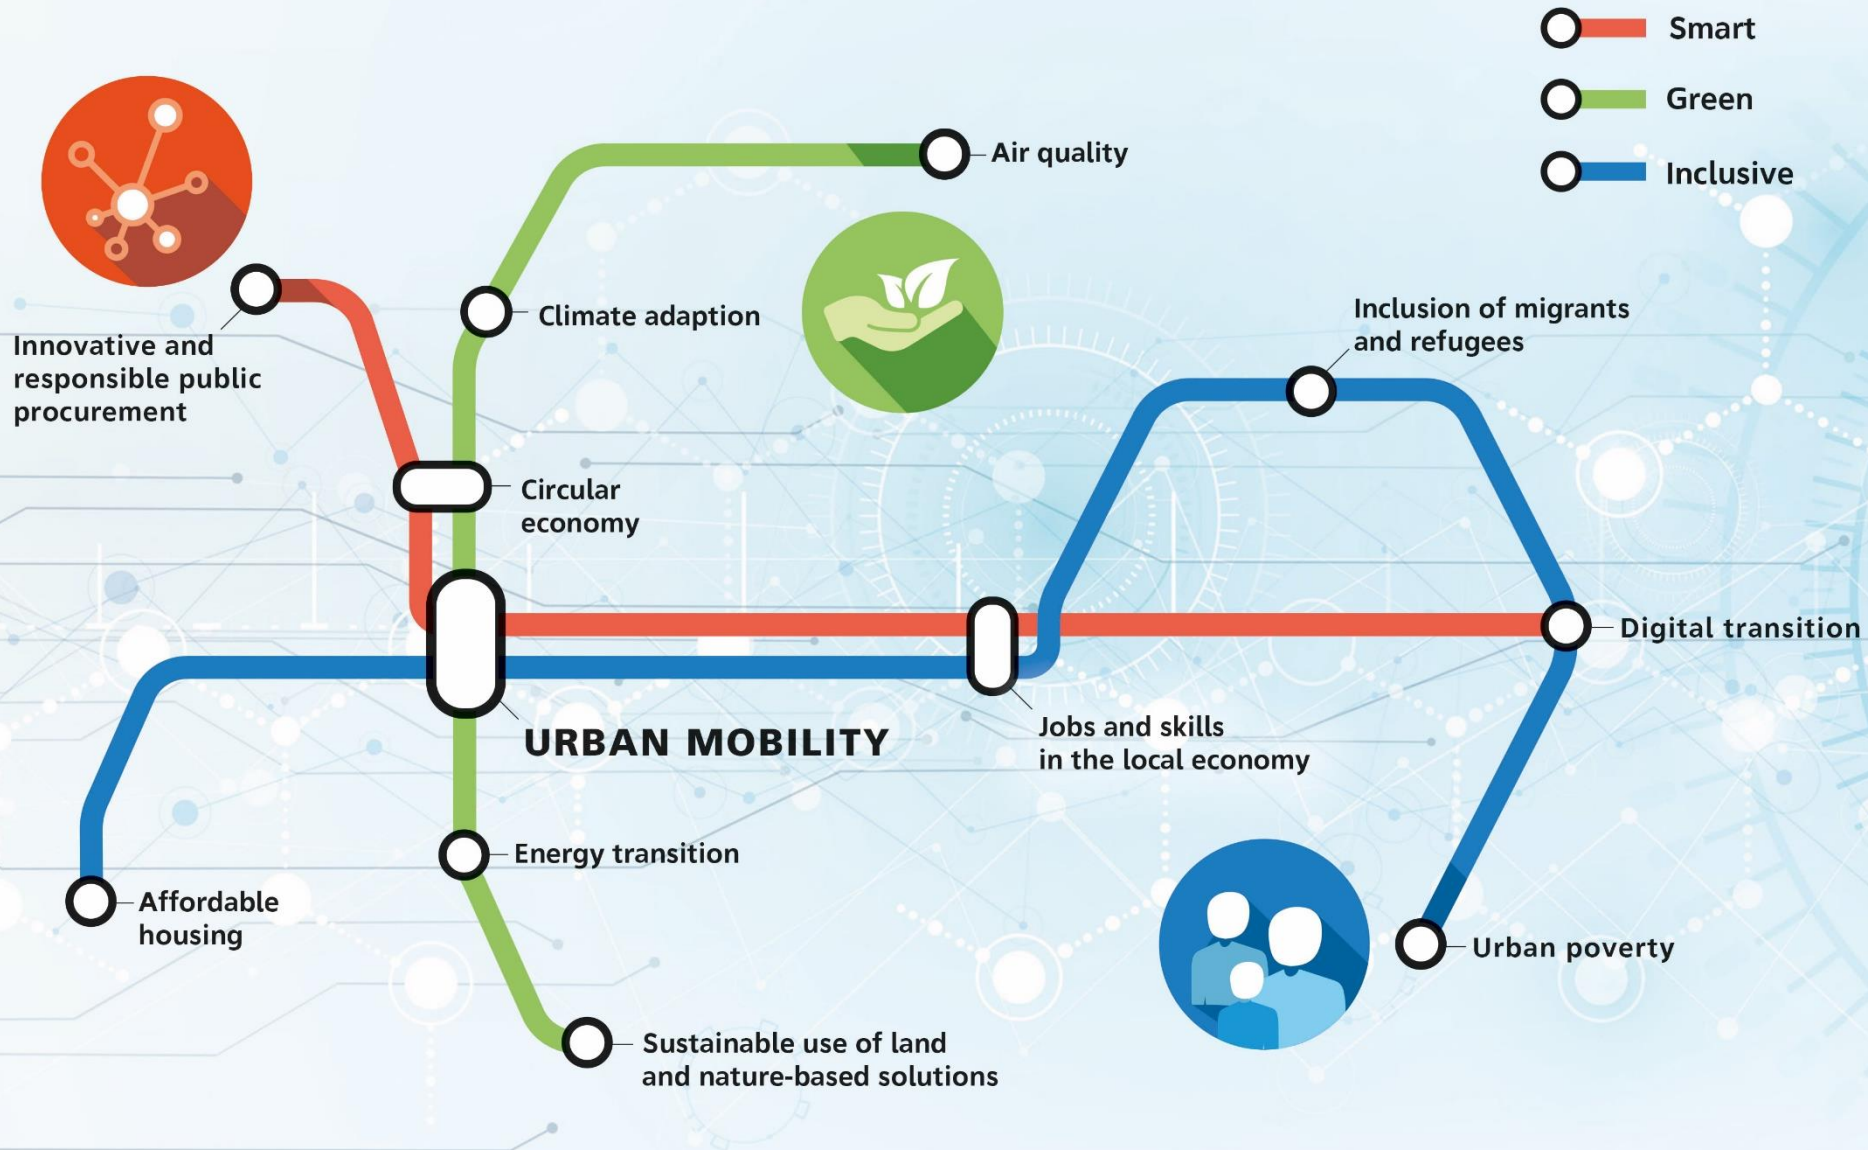 Smart
Green
Inclusive
Air quality
Climate adaption
Innovative and
responsible public
procurement
Inclusion of migrants
and refugees
Circular
economy
Digital transition
URBAN MOBILITY
Jobs and skills
in the local economy
Energy transition
Affordable
housing
Urban poverty
Sustainable use of land
and nature-based solutions